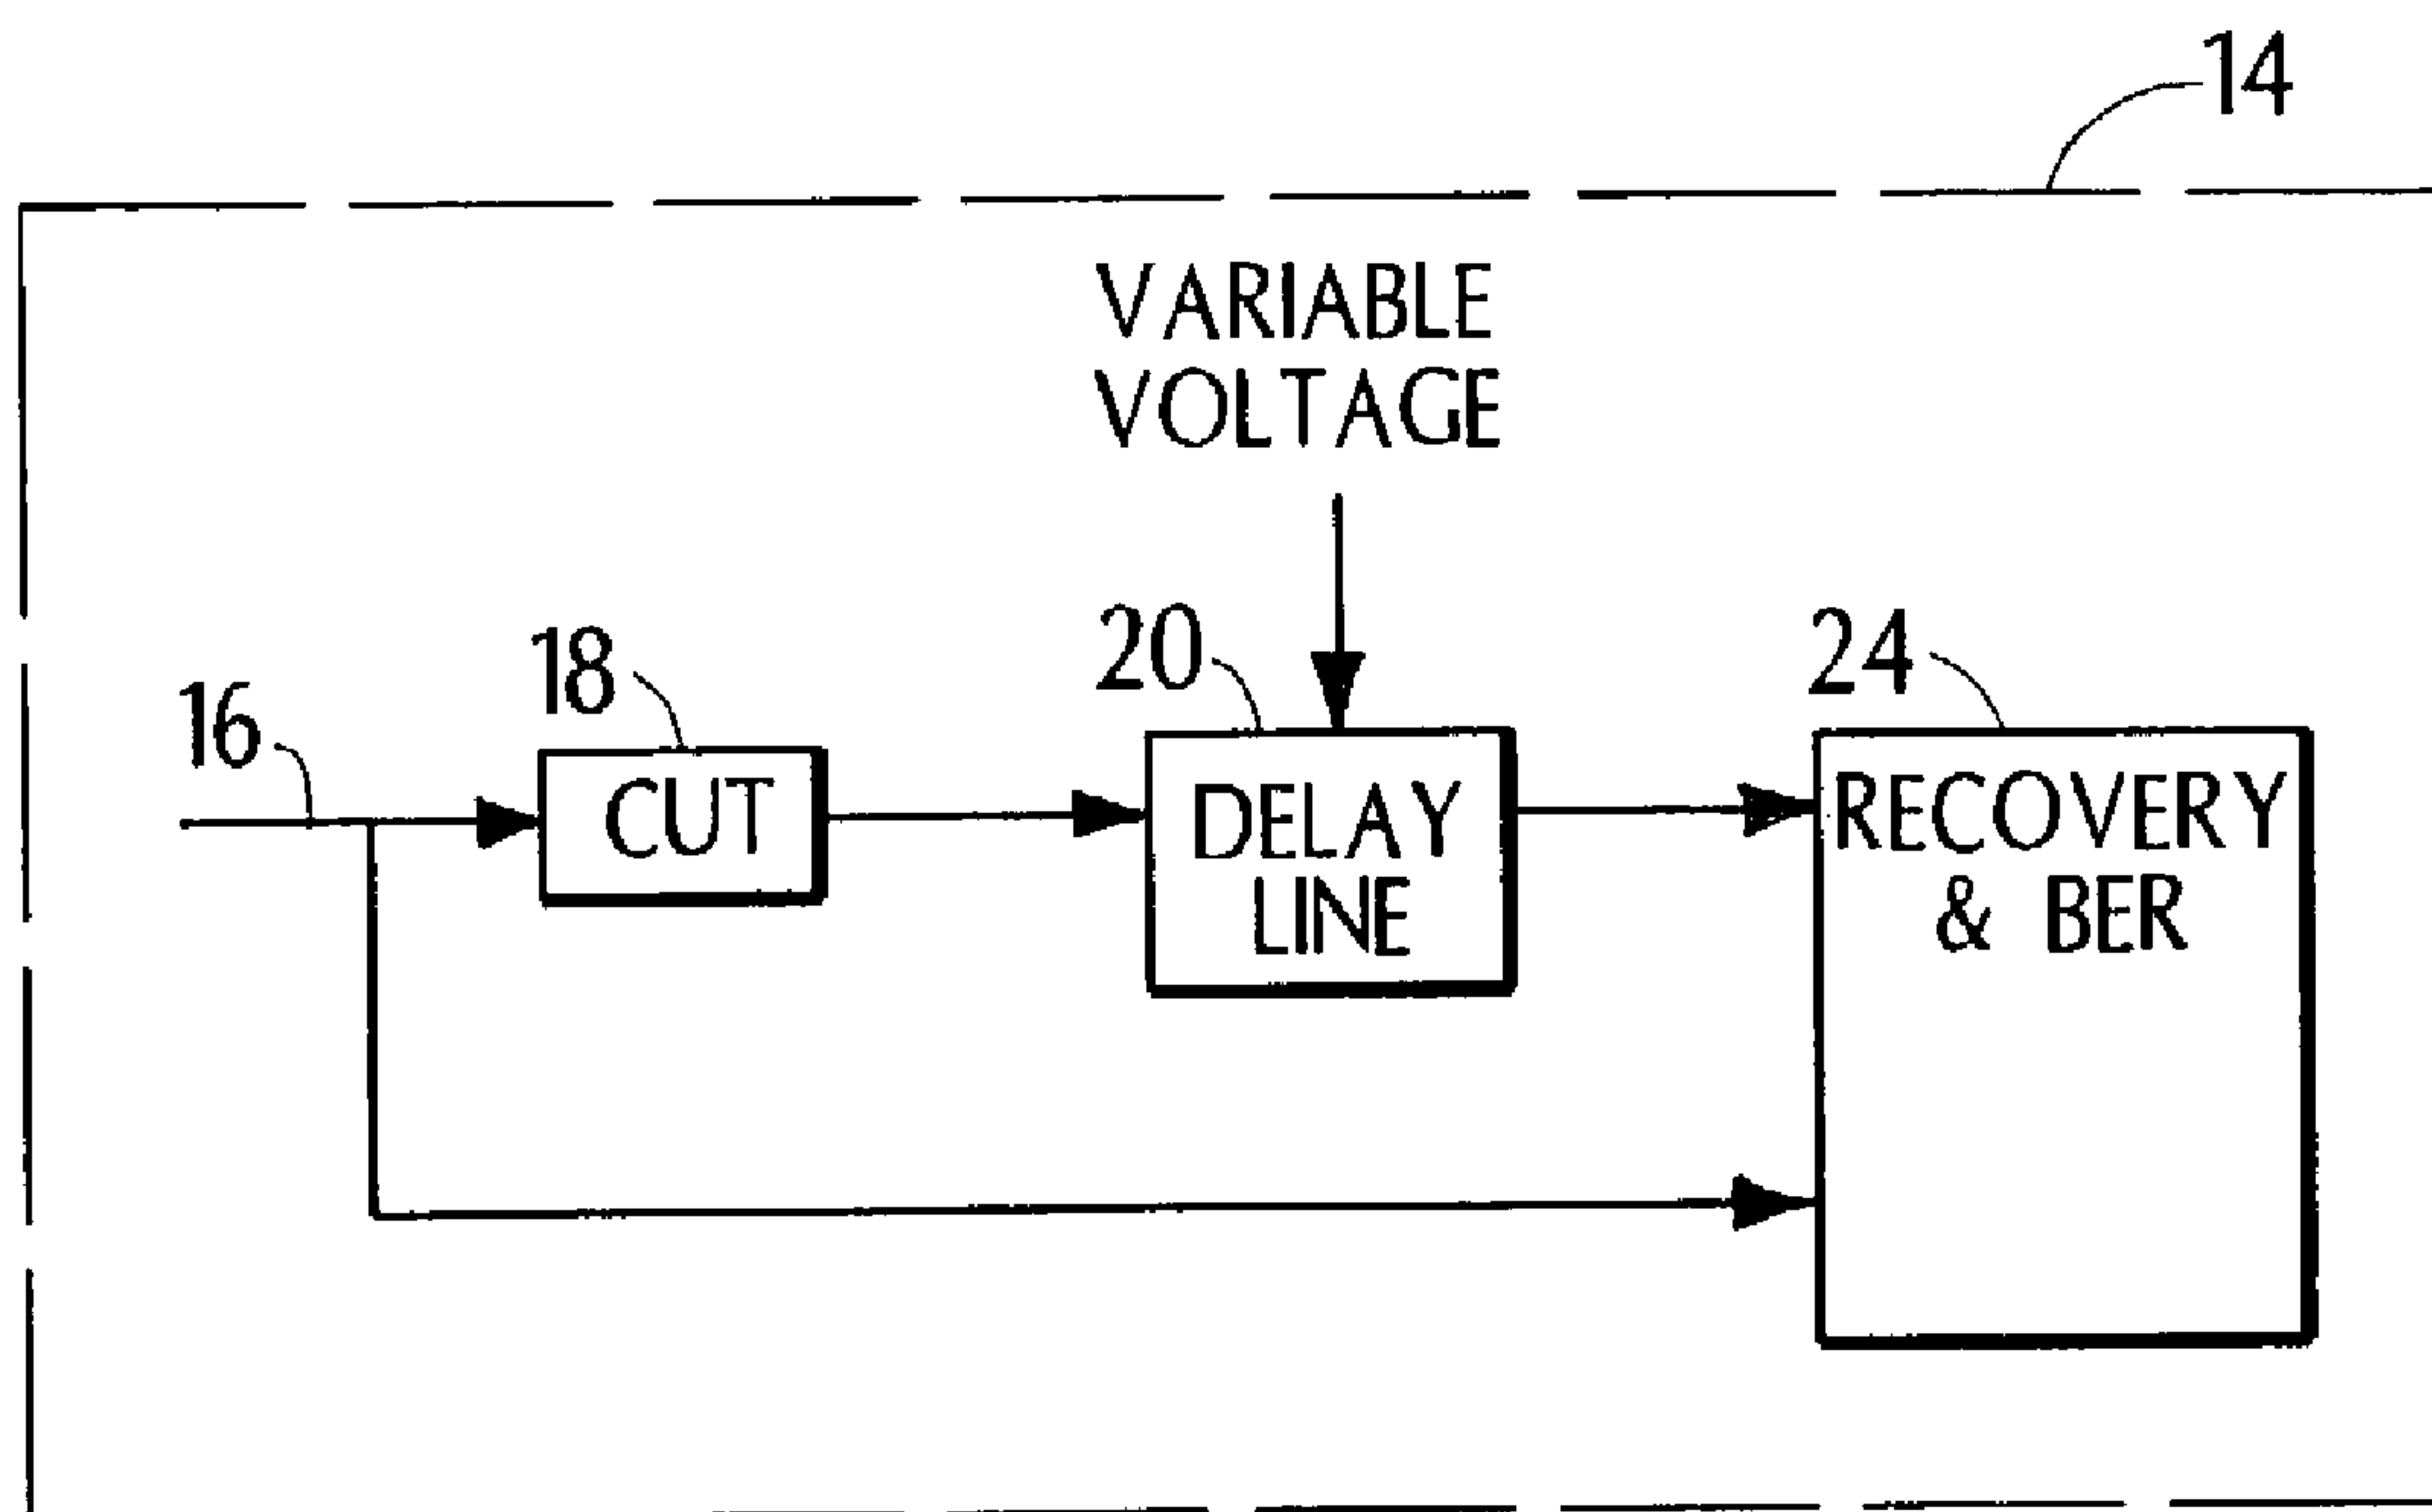 14
VARIABLE
VOLTAGE
16
18
20
24
CUT
DELAY
LINE
RECOVERY
& BER